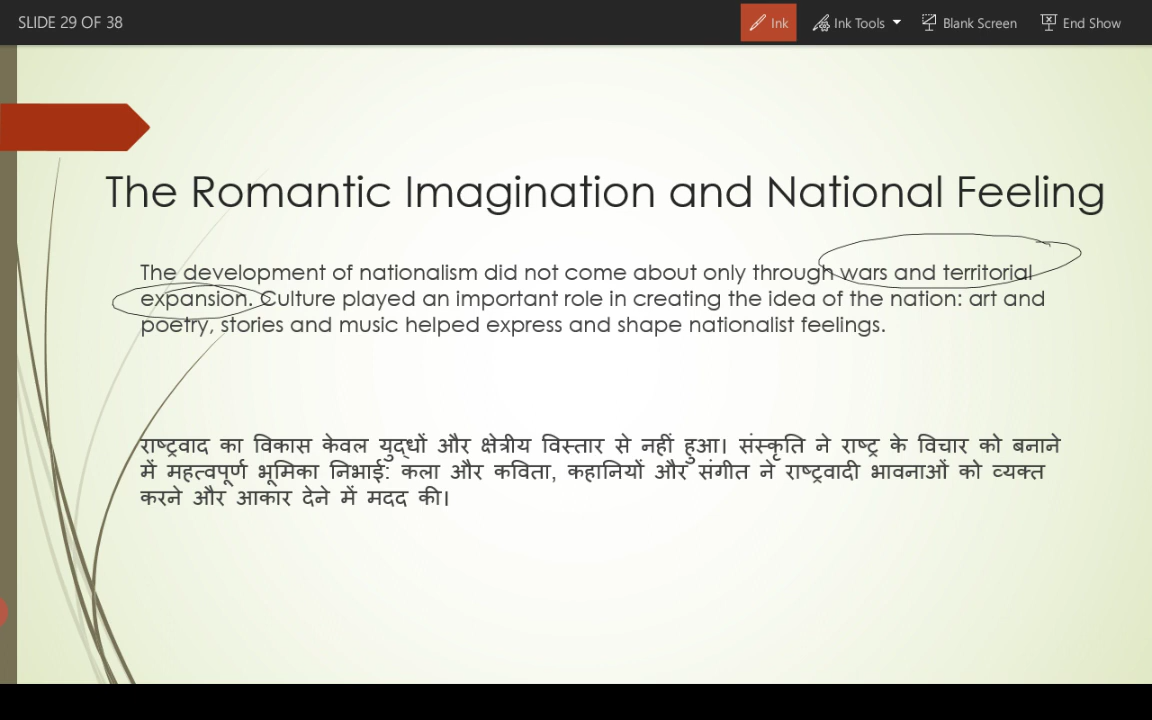 SLIDE 29 OF 38
Ink
Ink Tools
Blank Screen
End Show
The Romantic Imagination and National Feeling
The development of nationalism did not come about only through wars and territorial
expansion. Culture played an important role in creating the idea of the nation: art and
poetry, stories and music helped express and shape nationalist feelings.
राष्ट्रवाद का विकास केवल युद्धों और क्षेत्रीय विस्तार से नहीं हुआ। संस्कृति ने राष्ट्र के विचार को बनाने
में महत्वपूर्ण भूमिका निभाई: कला और कविता, कहानियों और संगीत ने राष्ट्रवादी भावनाओं को व्यक्त
करने और आकार देने में मदद की।